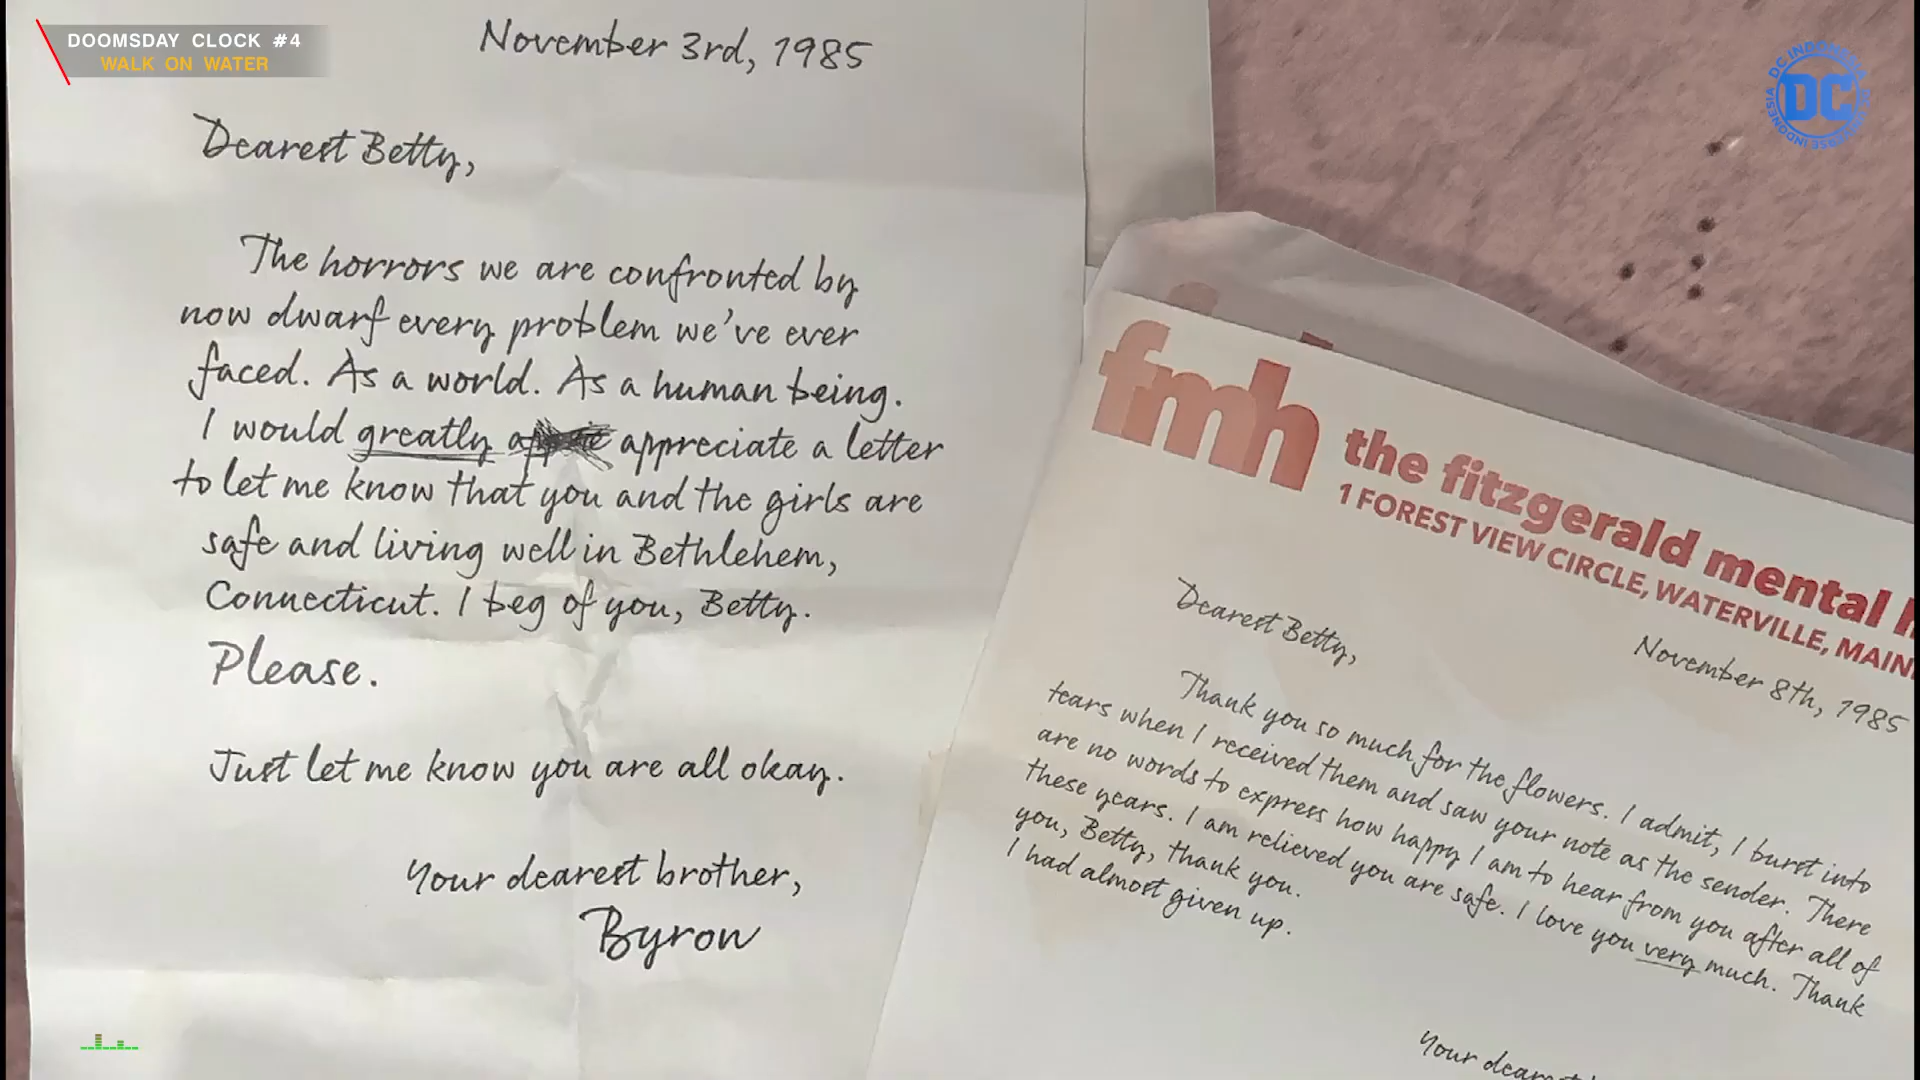 DOOMSDAY CLOCK #4
WALK ON WATER
November 3rd, 1985
Dearest Betty,
The horrors we are confronted by
now dwarf every problem we've ever
faced. As a world. As a human being.
I would greatly appreciate a letter
to let me know that you and the girls are
safe and living well in Bethlehem,
Connecticut. I beg of you, Betty.
Please.
Just let me know you are all okay.
Your dearest brother,
Byron
DC INDONESIA
DC
fmh
the fitzgerald mental
1 FOREST VIEW CIRCLE, WATERVILLE, MAIN
November 8th, 1985
Dearest Betty,
Thank you so much for the flowers. I admit, I burst into
tears when I received them and saw your note as the sender. There
are no words to express how happy I am to hear from you after all of
these years. I am relieved you are safe. I love you very much. Thank
you, Betty, thank you.
I had almost given up.
Your dearest